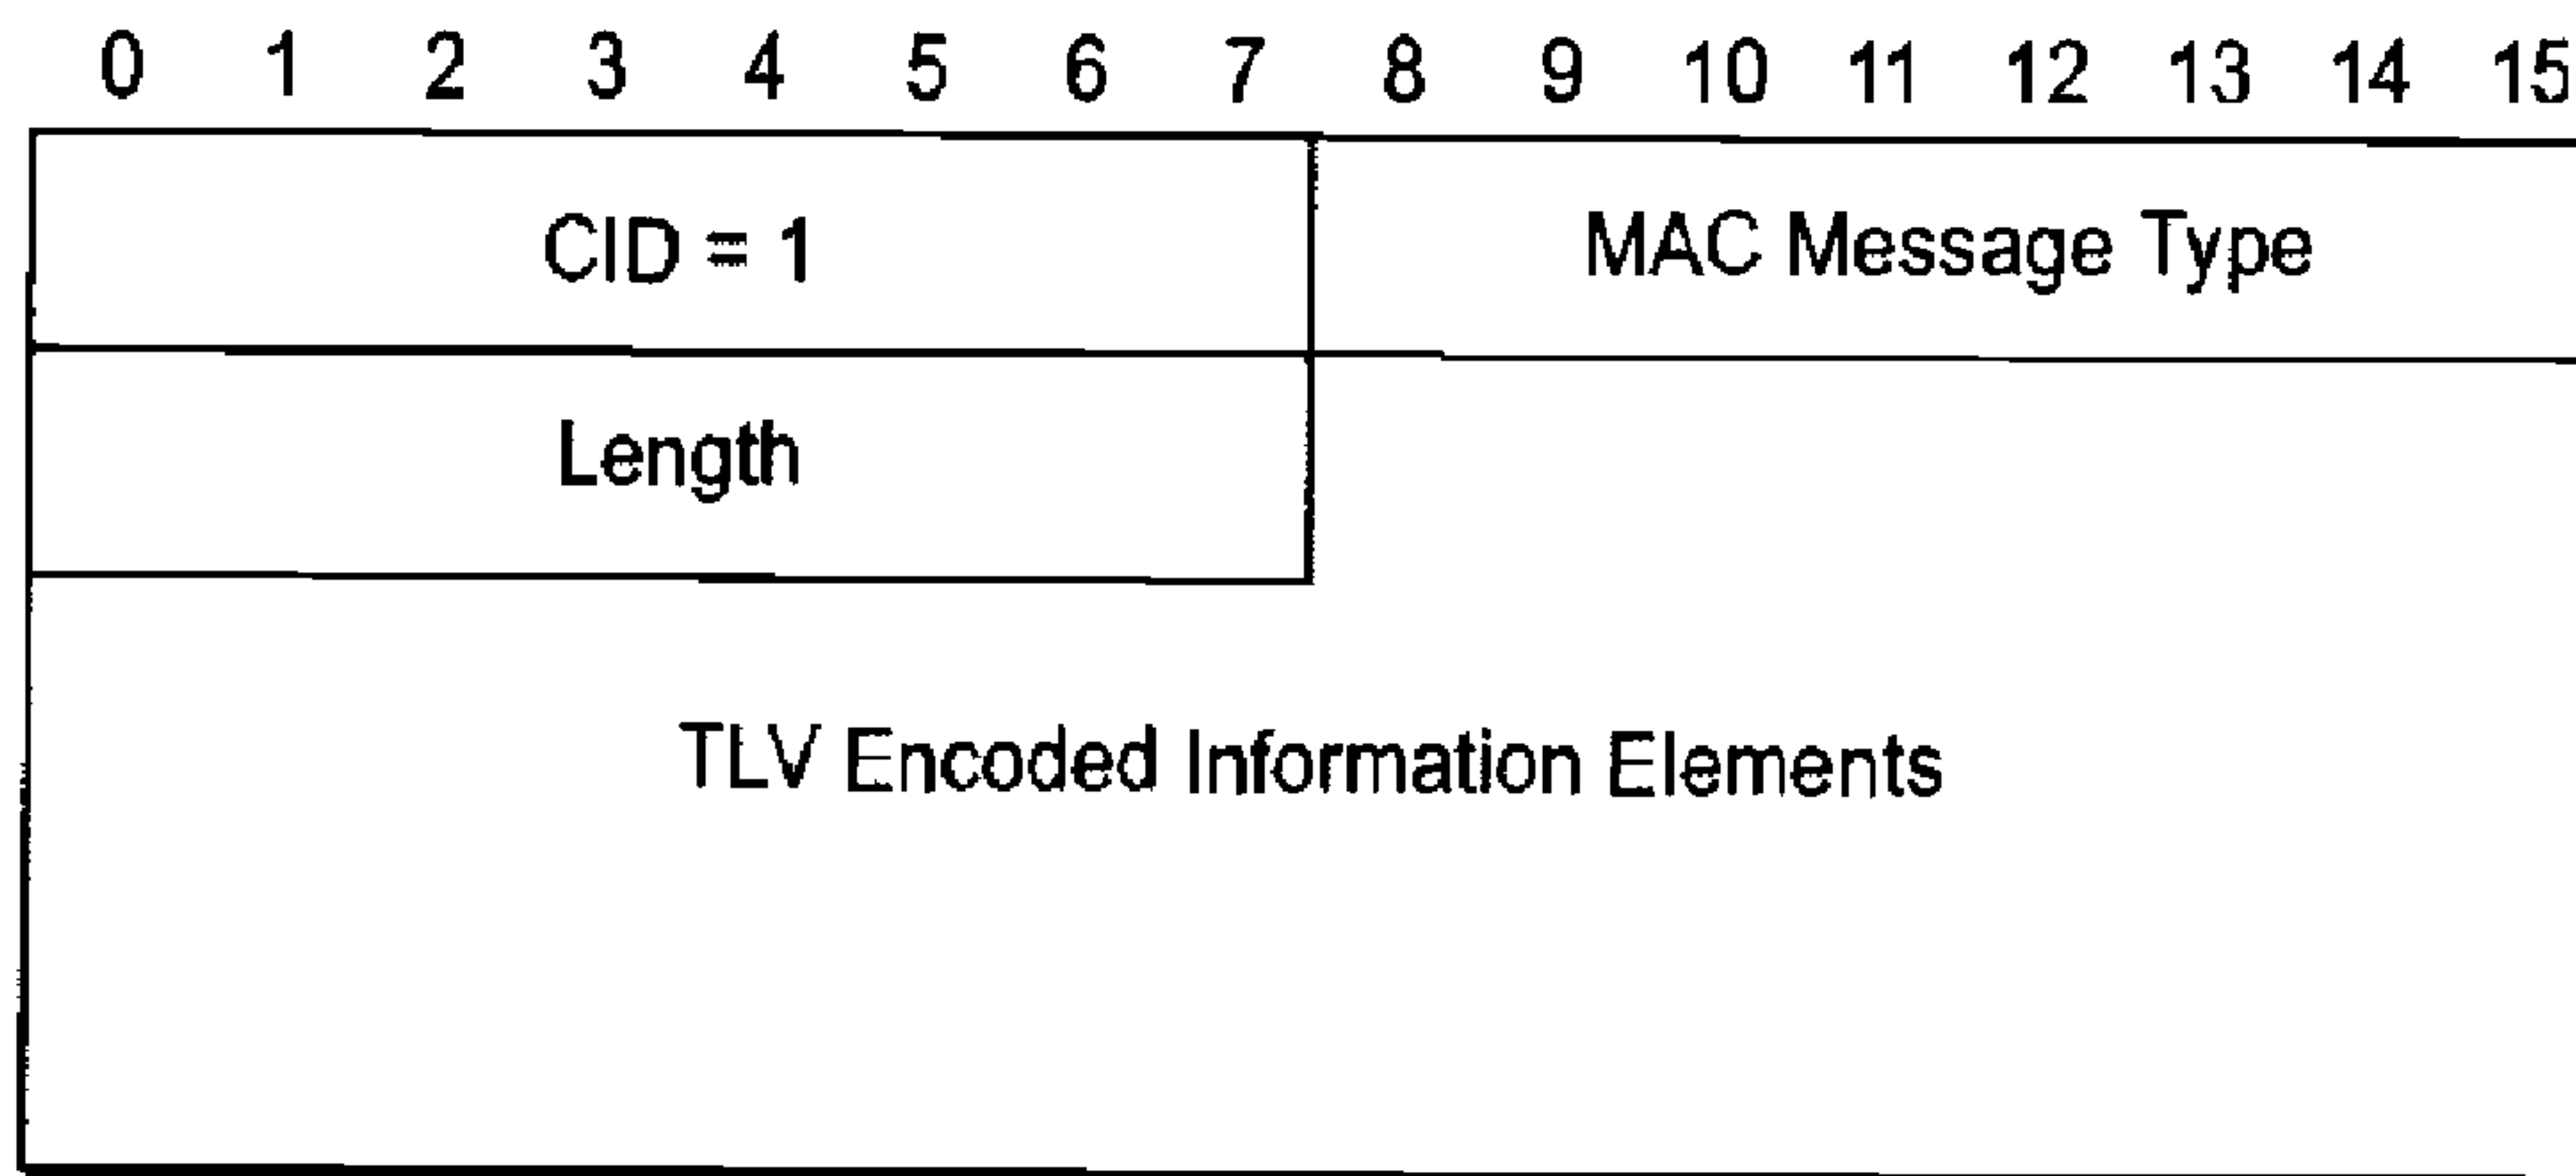 0 1 2 3 4 5 6 7 8 9 10 11 12 13 14 15
CID = 1 MAC Message Type
Length
TLV Encoded Information Elements